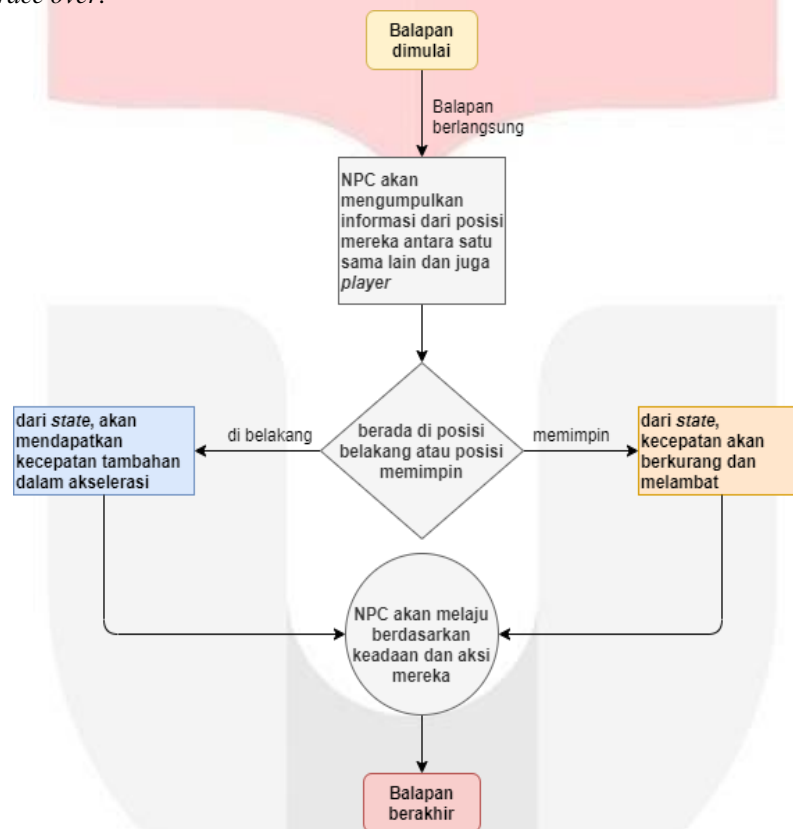 race over.
Balapan
dimulai
Balapan
berlangsung
NPC akan
mengumpulkan
informasi dari posisi
mereka antara satu
sama lain dan juga
player
berada di posisi
belakang atau posisi
memimpin
di belakang
memimpin
dari state, akan
mendapatkan
kecepatan tambahan
dalam akselerasi
dari state,
kecepatan akan
berkurang dan
melambat
NPC akan melaju
berdasarkan
keadaan dan aksi
mereka
Balapan
berakhir